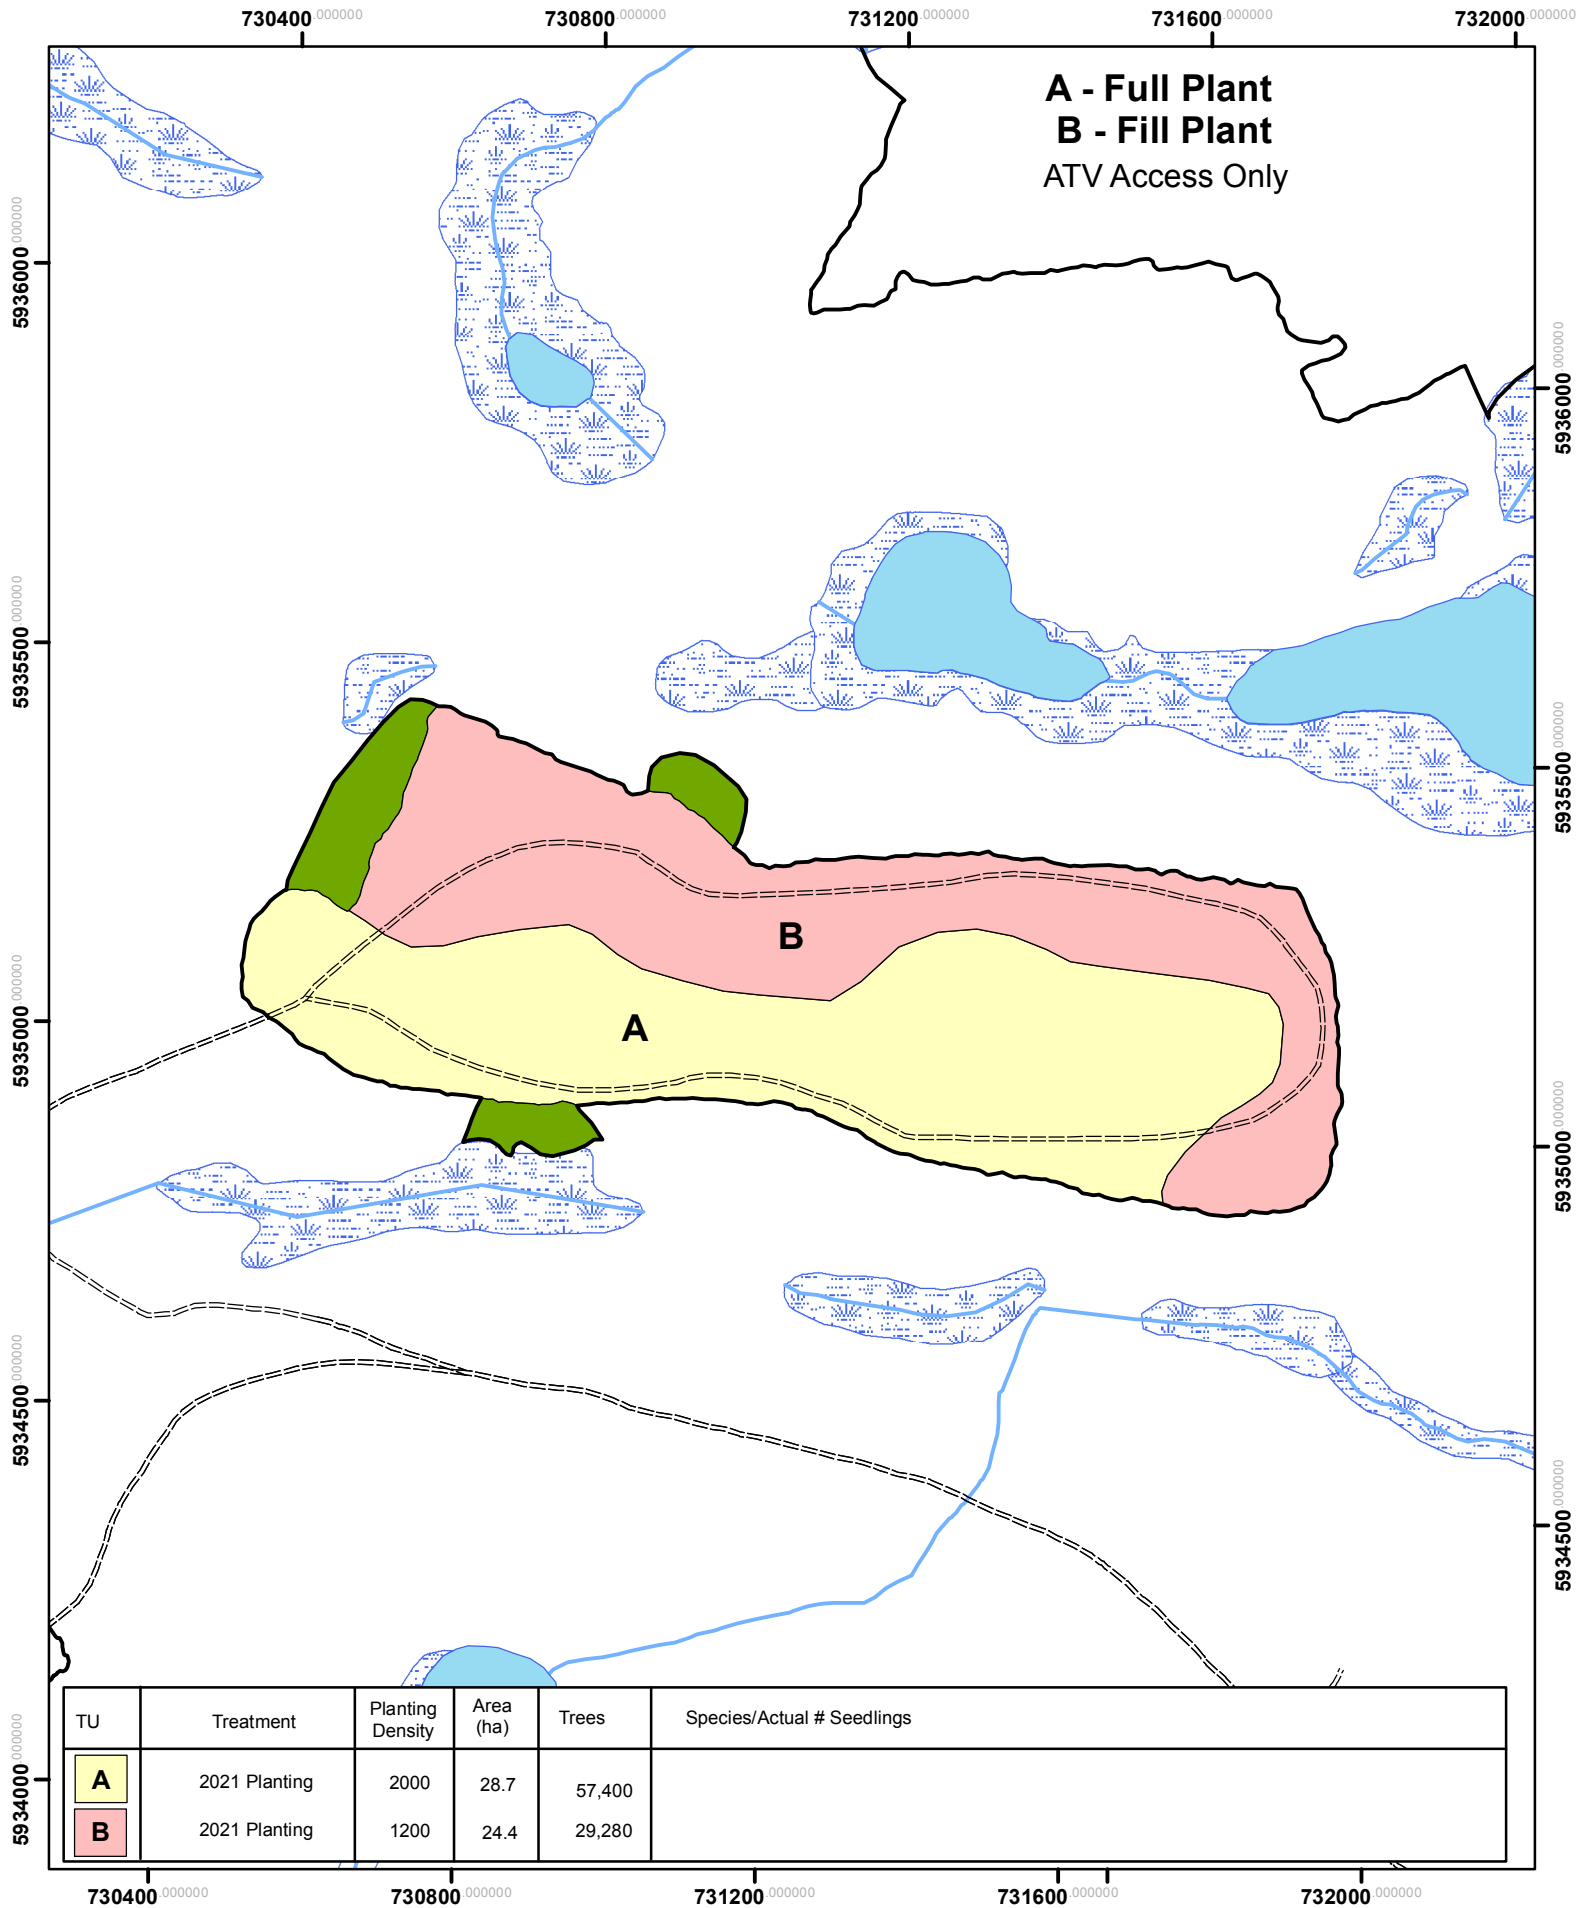 730400.000000 730800.000000 731200.000000 731600.000000 732000.000000
A - Full Plant
B - Fill Plant
ATV Access Only
5936000.000000
5936000.000000
5935500.000000
5935500.000000
B
A
5935000.000000
5935000.000000
5934500.000000
5934500.000000
5934000.000000
TU Treatment Planting Density Area (ha) Trees Species/Actual # Seedlings
A 2021 Planting 2000 28.7 57,400
B 2021 Planting 1200 24.4 29,280
730400.000000 730800.000000 731200.000000 731600.000000 732000.000000